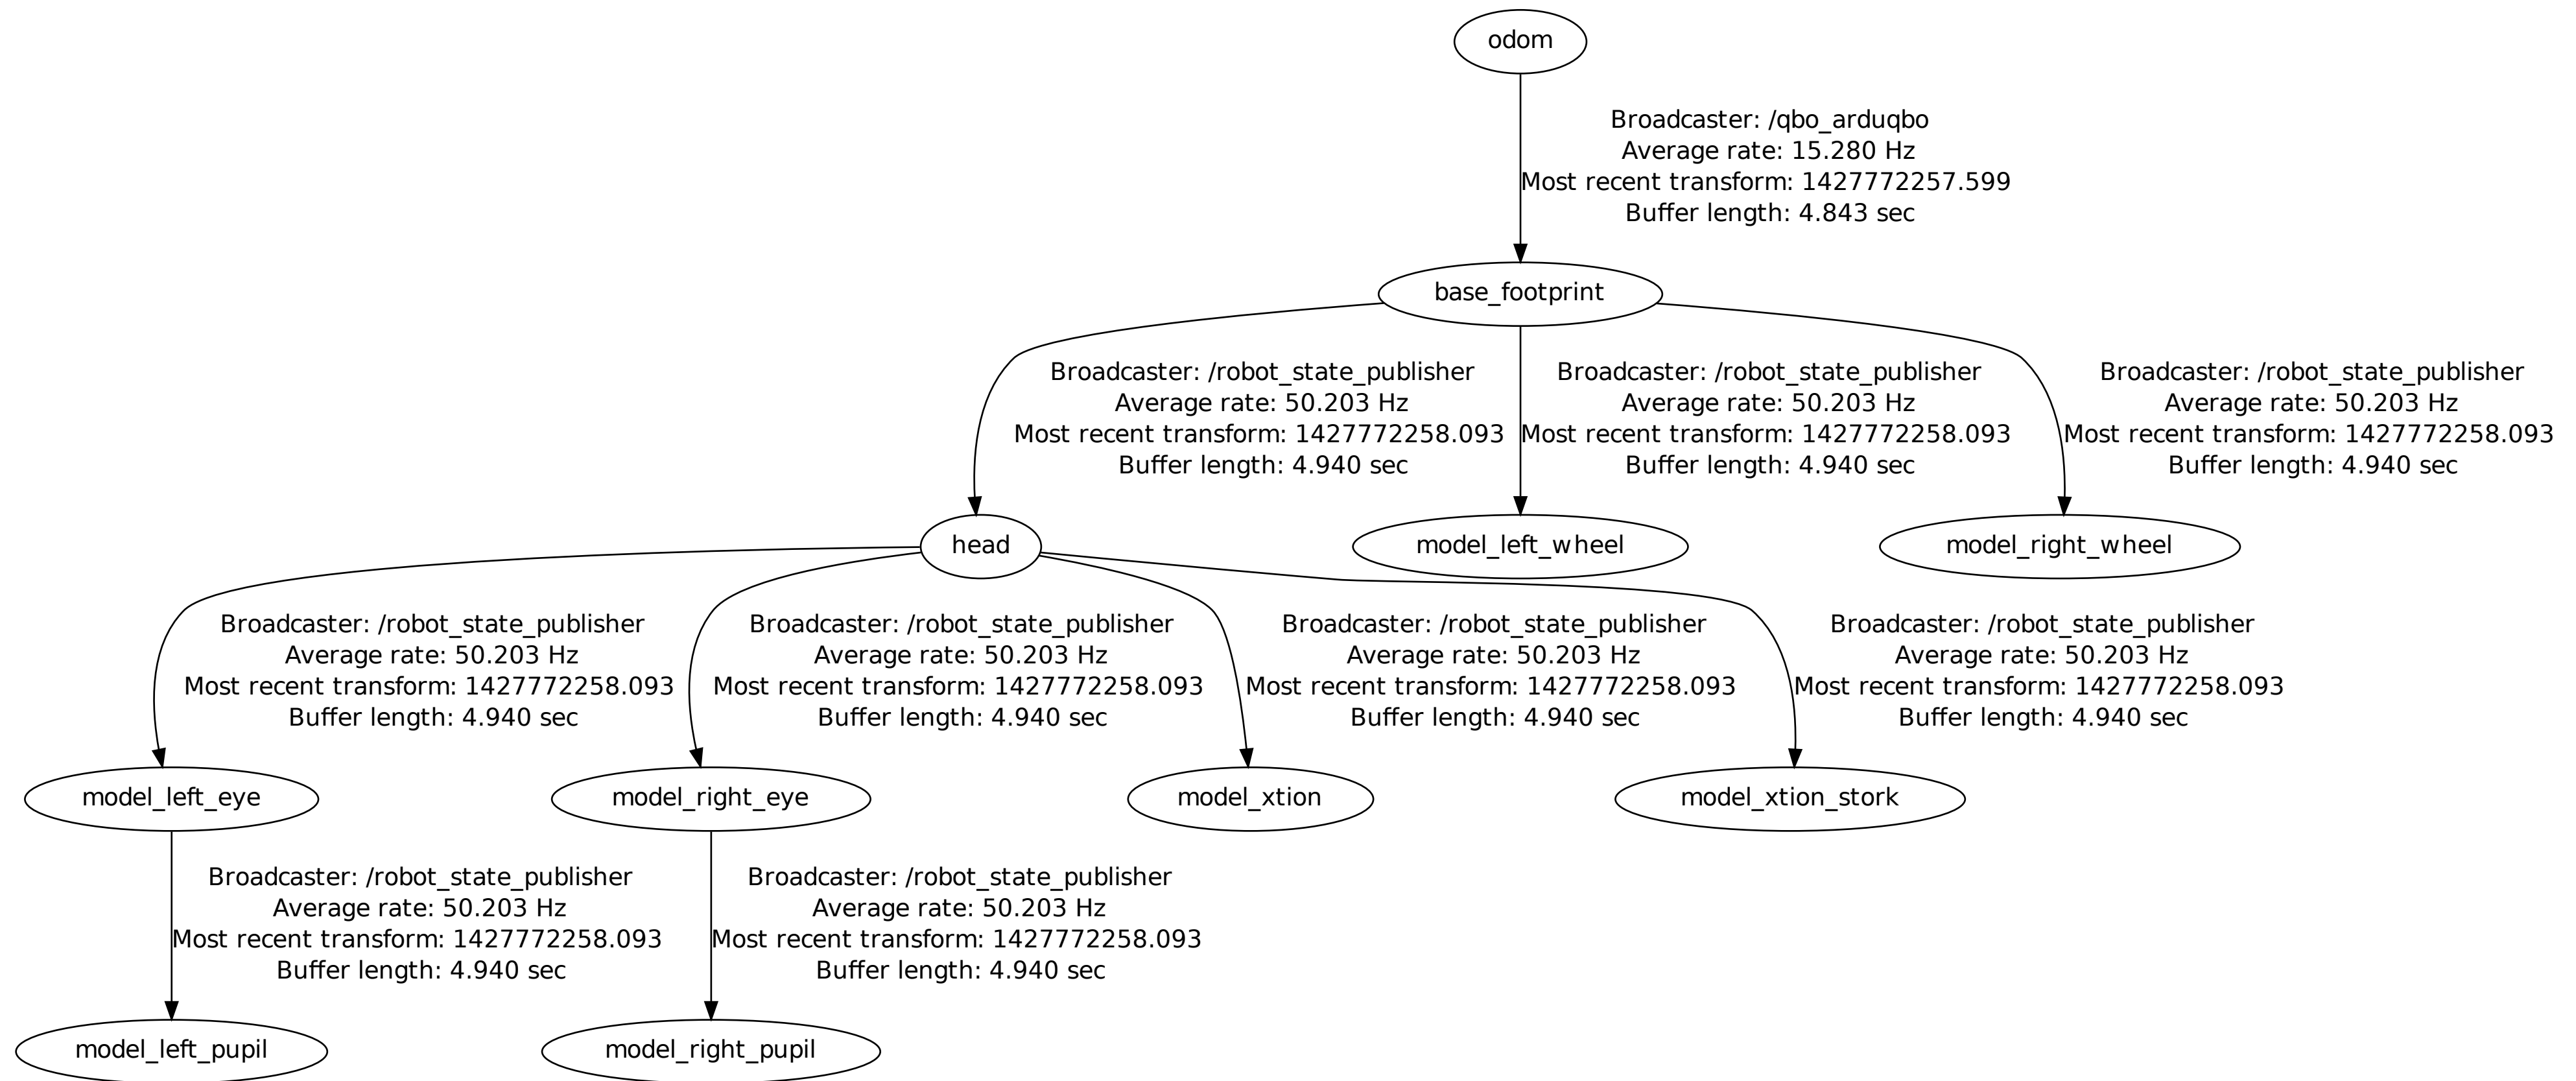 odom
Broadcaster: /qbo_arduqbo
Average rate: 15.280 Hz
Most recent transform: 1427772257.599
Buffer length: 4.843 sec
base_footprint
Broadcaster: /robot_state_publisher
Average rate: 50.203 Hz
Most recent transform: 1427772258.093
Buffer length: 4.940 sec
Broadcaster: /robot_state_publisher
Average rate: 50.203 Hz
Most recent transform: 1427772258.093
Buffer length: 4.940 sec
Broadcaster: /robot_state_publisher
Average rate: 50.203 Hz
Most recent transform: 1427772258.093
Buffer length: 4.940 sec
head
model_left_wheel
model_right_wheel
Broadcaster: /robot_state_publisher
Average rate: 50.203 Hz
Most recent transform: 1427772258.093
Buffer length: 4.940 sec
Broadcaster: /robot_state_publisher
Average rate: 50.203 Hz
Most recent transform: 1427772258.093
Buffer length: 4.940 sec
Broadcaster: /robot_state_publisher
Average rate: 50.203 Hz
Most recent transform: 1427772258.093
Buffer length: 4.940 sec
Broadcaster: /robot_state_publisher
Average rate: 50.203 Hz
Most recent transform: 1427772258.093
Buffer length: 4.940 sec
model_left_eye
model_right_eye
model_xtion
model_xtion_stork
Broadcaster: /robot_state_publisher
Average rate: 50.203 Hz
Most recent transform: 1427772258.093
Buffer length: 4.940 sec
Broadcaster: /robot_state_publisher
Average rate: 50.203 Hz
Most recent transform: 1427772258.093
Buffer length: 4.940 sec
model_left_pupil
model_right_pupil